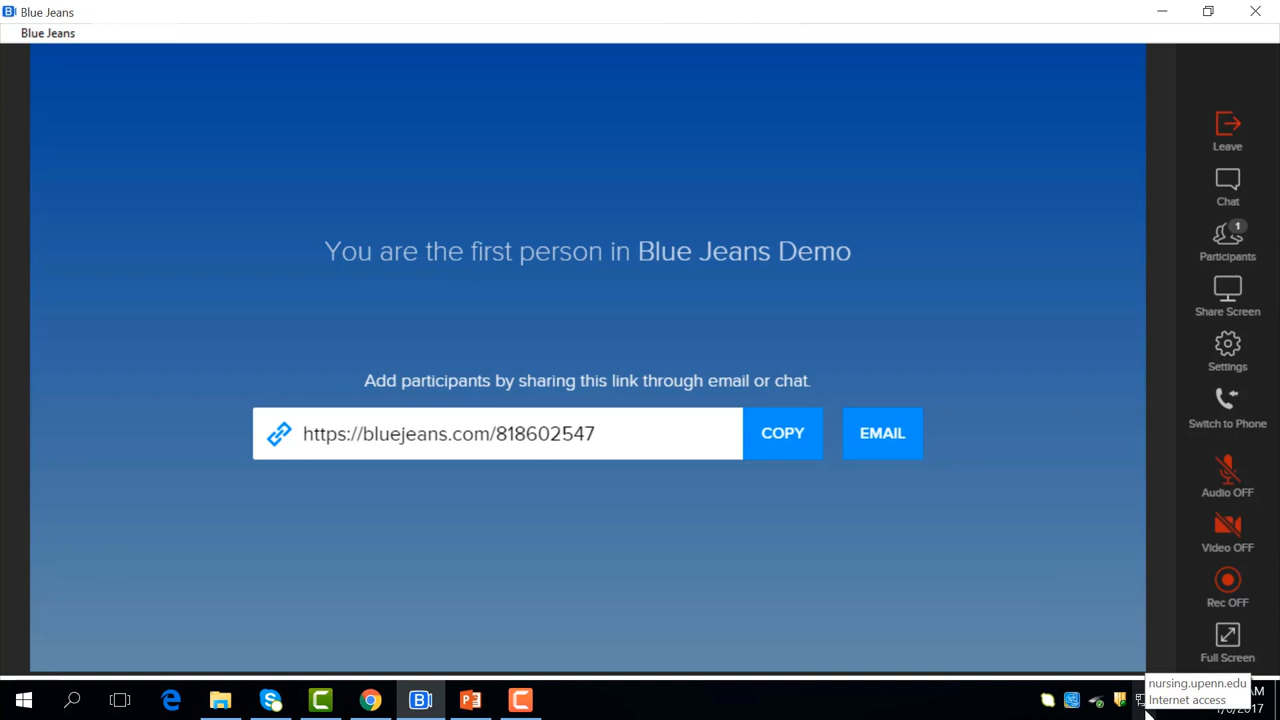 Blue Jeans
Blue Jeans
You are the first person in Blue Jeans Demo
Add participants by sharing this link through email or chat.
https://bluejeans.com/818602547
COPY
EMAIL
Leave
Chat
1
Participants
Share Screen
Settings
Switch to Phone
Audio OFF
Video OFF
Rec OFF
Full Screen
nursing.upenn.edu
Internet access
AM
/2017